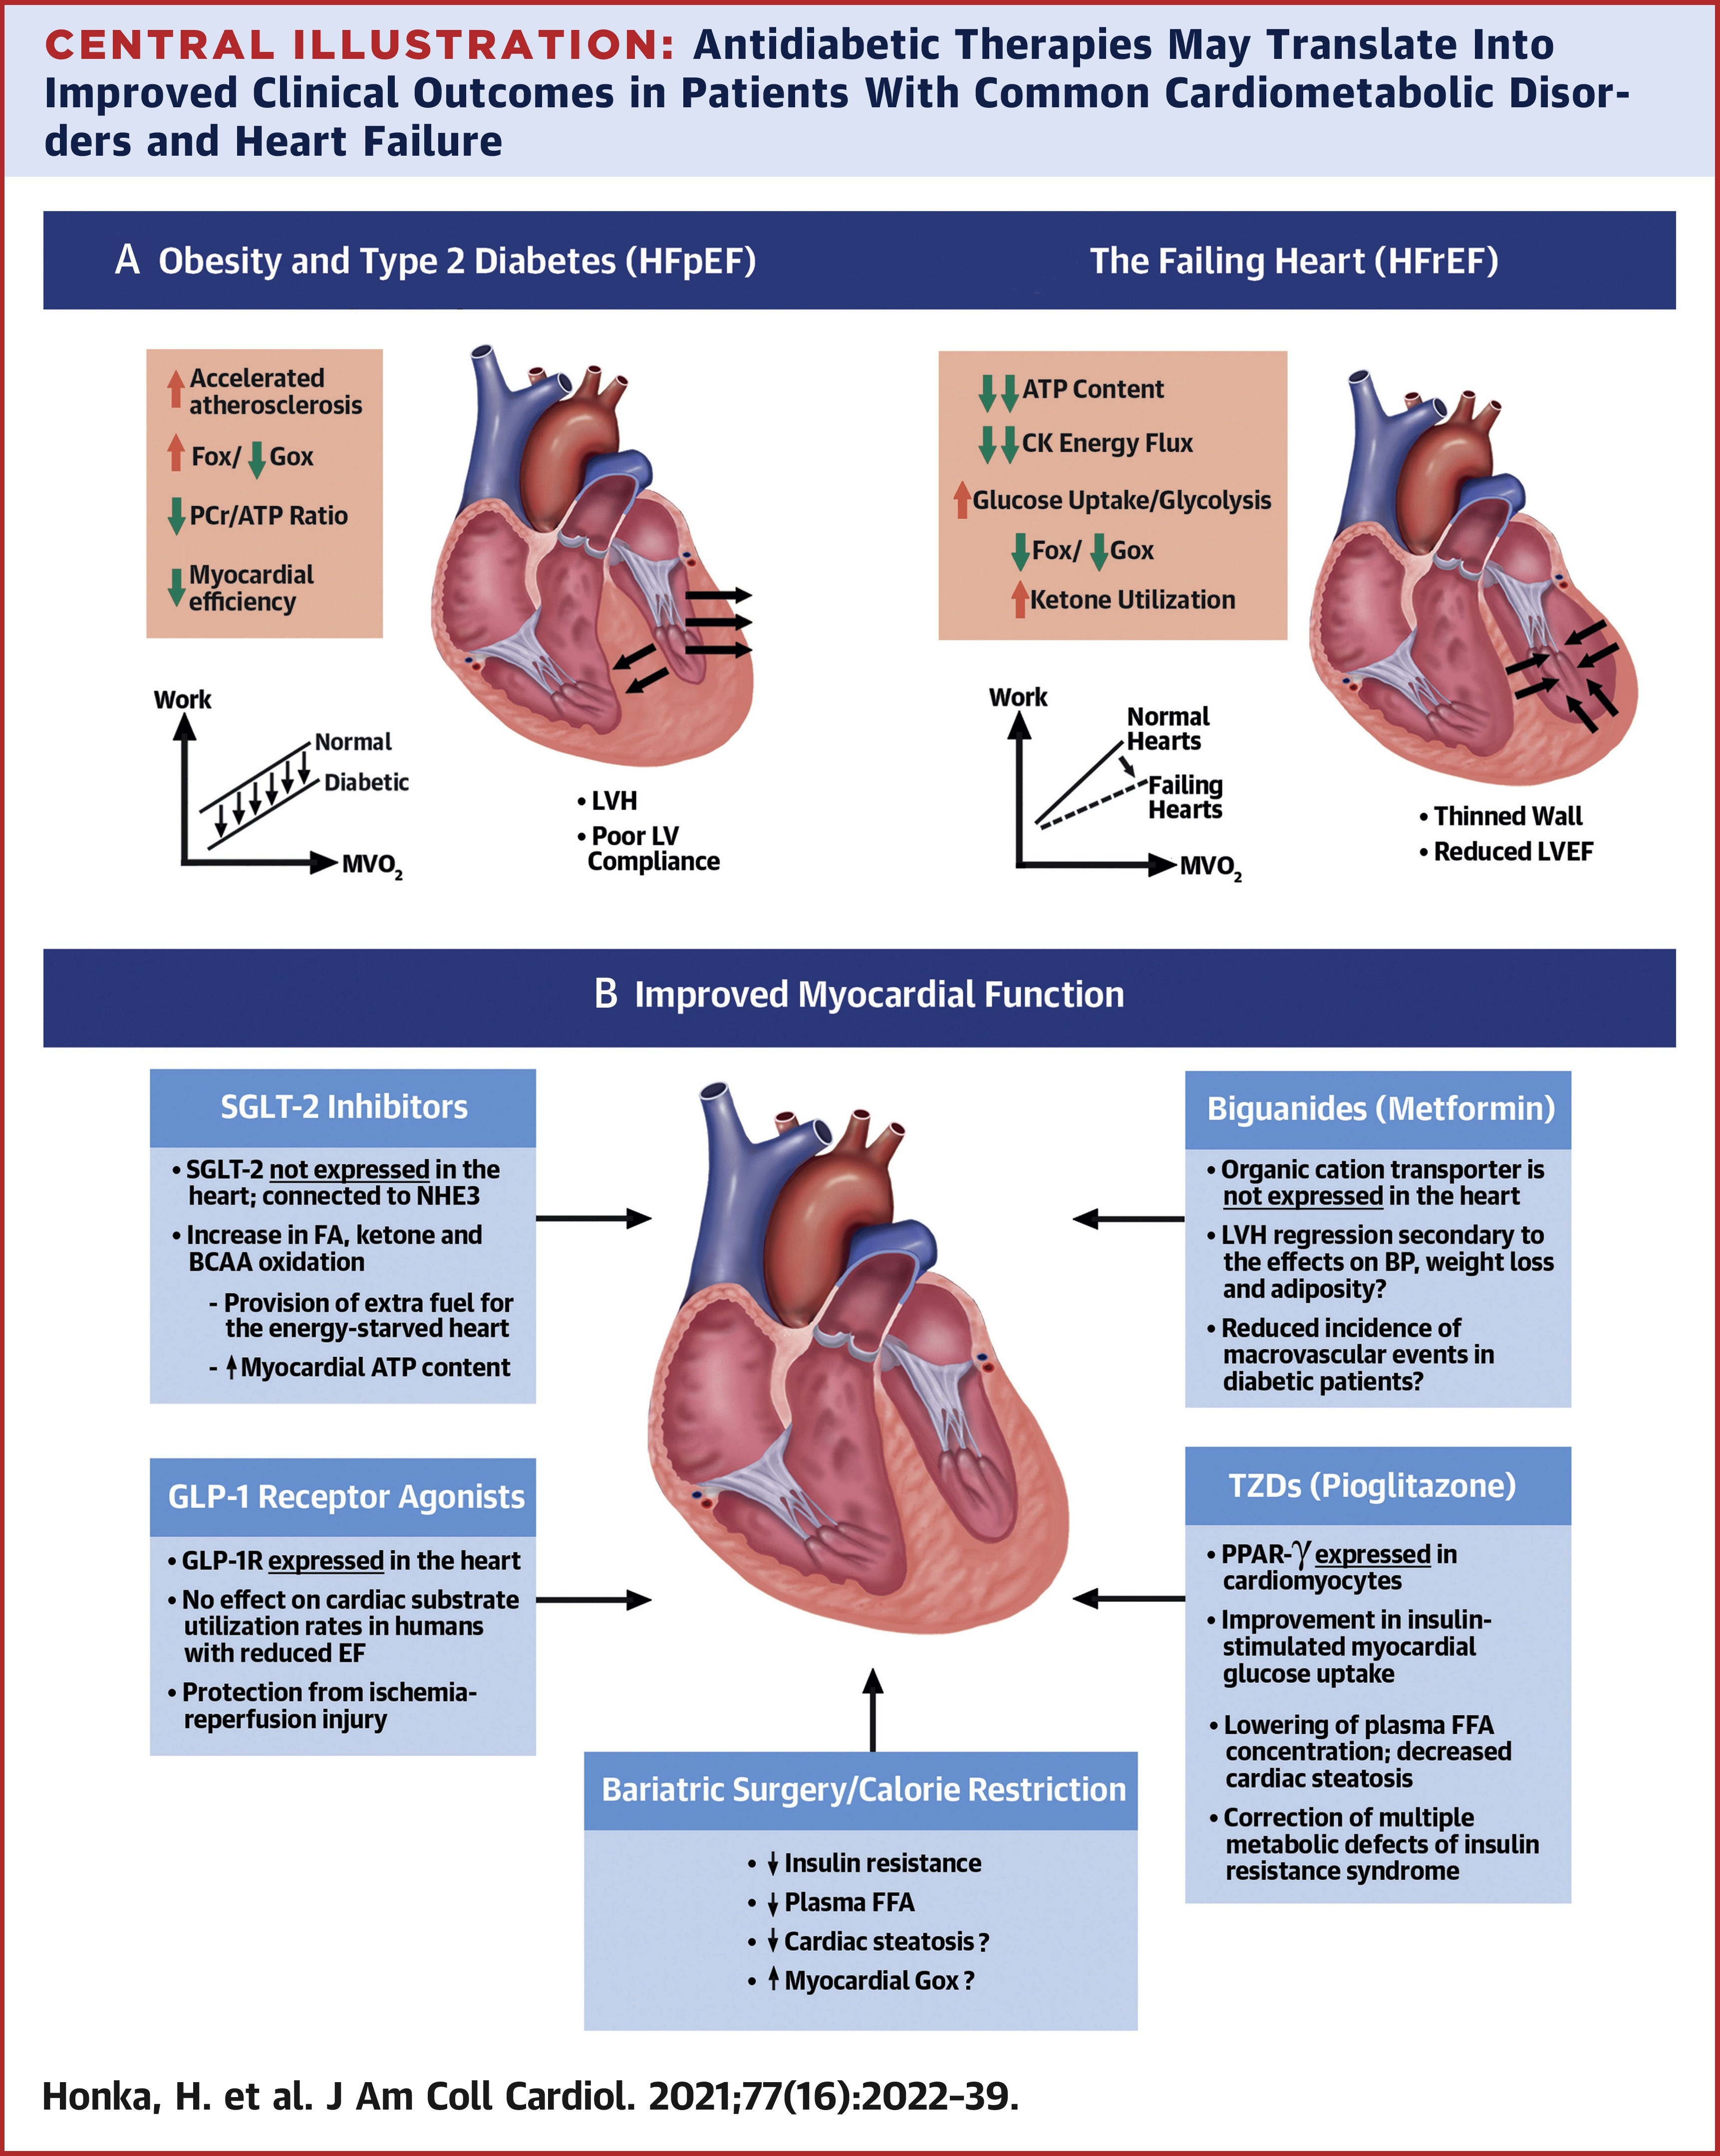 CENTRAL ILLUSTRATION: Antidiabetic Therapies May Translate Into
Improved Clinical Outcomes in Patients With Common Cardiometabolic Disor-
ders and Heart Failure
A Obesity and Type 2 Diabetes (HFpEF)
The Failing Heart (HFrEF)
↑ Accelerated
atherosclerosis
↑ Fox/ ↓ Gox
↓ PCr/ATP Ratio
↓ Myocardial
efficiency
Work
Normal
Diabetic
MVO₂
• LVH
• Poor LV
Compliance
↓↓ ATP Content
↓↓ CK Energy Flux
↑ Glucose Uptake/Glycolysis
↓ Fox/ ↓ Gox
↑ Ketone Utilization
Work
Normal
Hearts
Failing
Hearts
MVO₂
• Thinned Wall
• Reduced LVEF
B Improved Myocardial Function
SGLT-2 Inhibitors
• SGLT-2 not expressed in the
heart; connected to NHE3
• Increase in FA, ketone and
BCAA oxidation
- Provision of extra fuel for
the energy-starved heart
- ↑ Myocardial ATP content
GLP-1 Receptor Agonists
• GLP-1R expressed in the heart
• No effect on cardiac substrate
utilization rates in humans
with reduced EF
• Protection from ischemia-
reperfusion injury
Biguanides (Metformin)
• Organic cation transporter is
not expressed in the heart
• LVH regression secondary to
the effects on BP, weight loss
and adiposity?
• Reduced incidence of
macrovascular events in
diabetic patients?
TZDs (Pioglitazone)
• PPAR-γ expressed in
cardiomyocytes
• Improvement in insulin-
stimulated myocardial
glucose uptake
• Lowering of plasma FFA
concentration; decreased
cardiac steatosis
• Correction of multiple
metabolic defects of insulin
resistance syndrome
Bariatric Surgery/Calorie Restriction
• ↓ Insulin resistance
• ↓ Plasma FFA
• ↓ Cardiac steatosis ?
• ↑ Myocardial Gox ?
Honka, H. et al. J Am Coll Cardiol. 2021;77(16):2022–39.